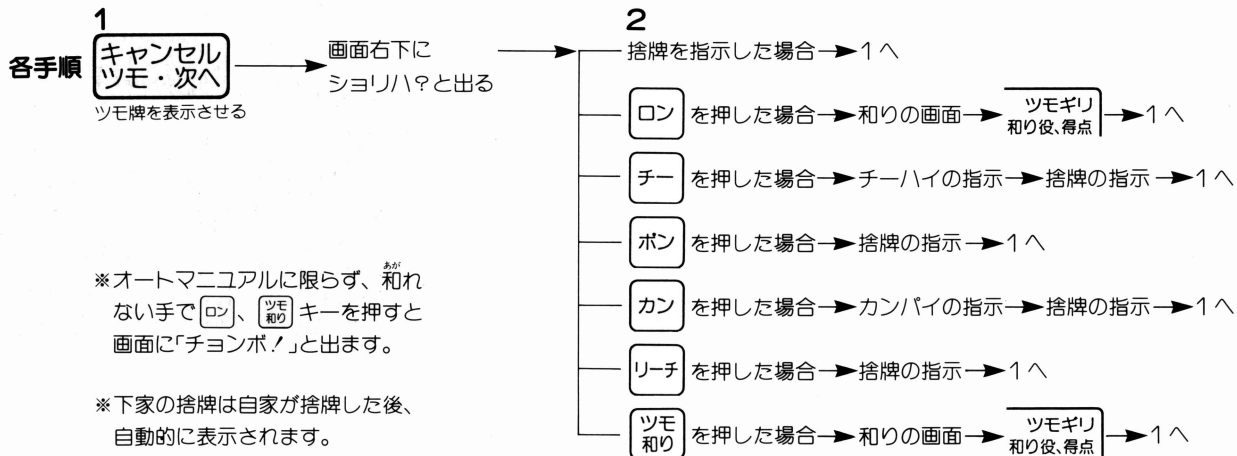 1
各手順
キャンセル
ツモ・次へ
ツモ牌を表示させる
画面右下に
ショリハ?と出る
2
捨牌を指示した場合→1へ
ロン を押した場合→和りの画面→ ツモギリ 和り役、得点 →1へ
チー を押した場合→チーハイの指示→捨牌の指示→1へ
ポン を押した場合→捨牌の指示→1へ
カン を押した場合→カンパイの指示→捨牌の指示→1へ
リーチ を押した場合→捨牌の指示→1へ
ツモ 和り を押した場合→和りの画面→ ツモギリ 和り役、得点 →1へ
※オートマニュアルに限らず、和(あが)れ
ない手で ロン 、 ツモ和り キーを押すと
画面に「チョンボ!」と出ます。
※下家の捨牌は自家が捨牌した後、
自動的に表示されます。